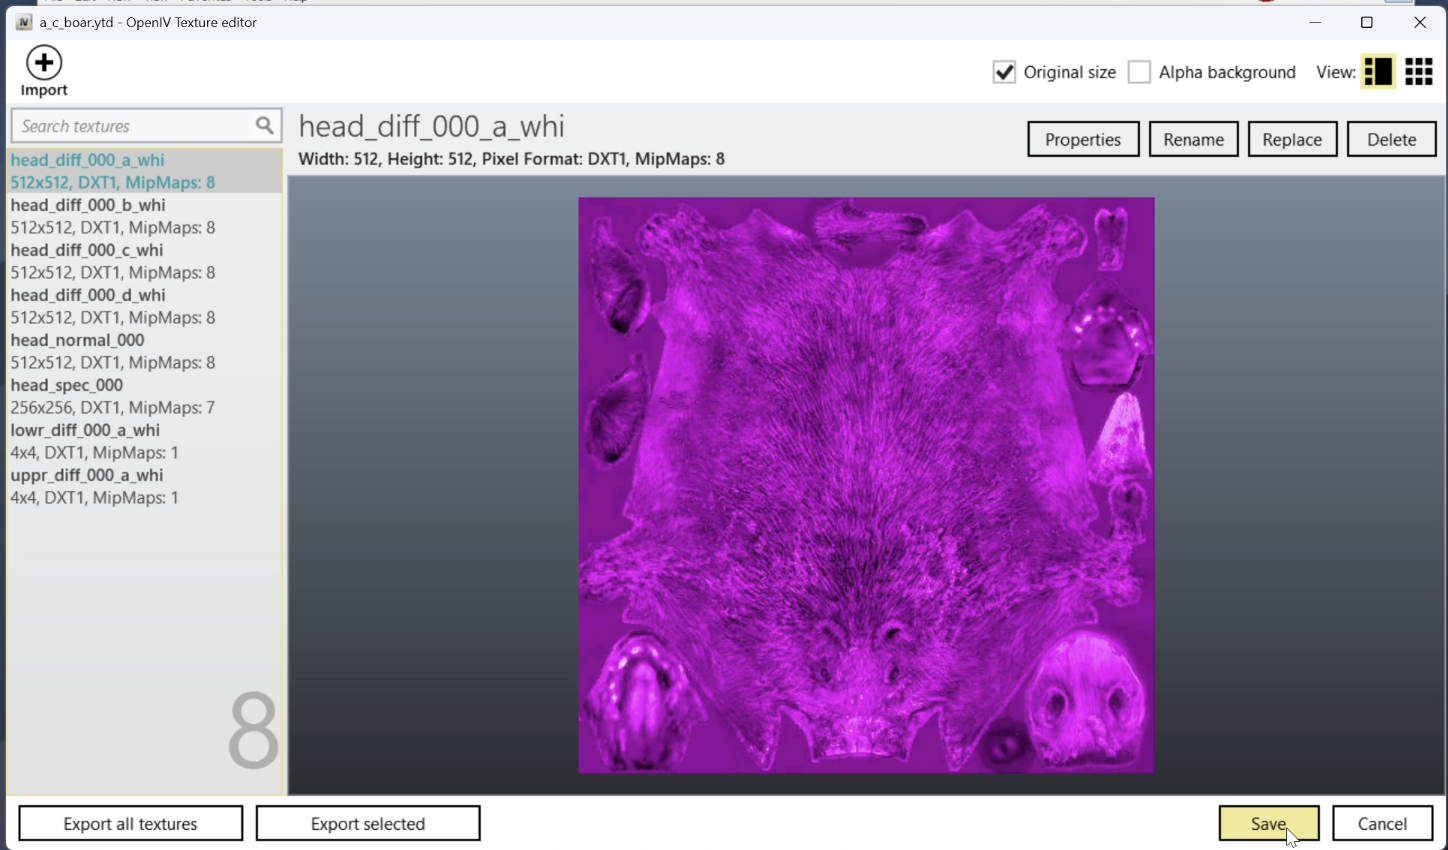 a_c_boar.ytd - OpenIV Texture editor
Import
Original size
Alpha background
View:
Search textures
head_diff_000_a_whi
Width: 512, Height: 512, Pixel Format: DXT1, MipMaps: 8
Properties
Rename
Replace
Delete
head_diff_000_a_whi
512x512, DXT1, MipMaps: 8
head_diff_000_b_whi
512x512, DXT1, MipMaps: 8
head_diff_000_c_whi
512x512, DXT1, MipMaps: 8
head_diff_000_d_whi
512x512, DXT1, MipMaps: 8
head_normal_000
512x512, DXT1, MipMaps: 8
head_spec_000
256x256, DXT1, MipMaps: 7
lowr_diff_000_a_whi
4x4, DXT1, MipMaps: 1
uppr_diff_000_a_whi
4x4, DXT1, MipMaps: 1
8
Export all textures
Export selected
Save
Cancel